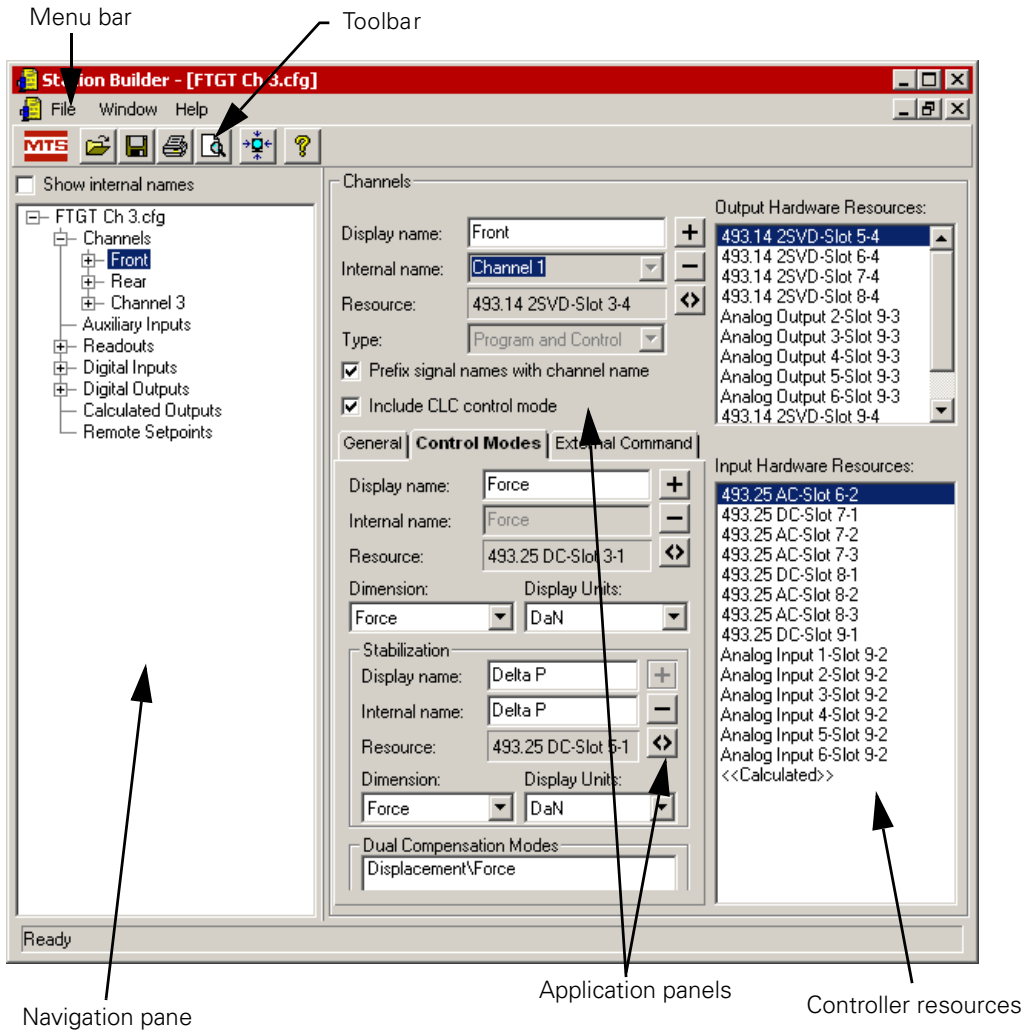 Menu bar
Toolbar
Station Builder - [FTGT Ch 3.cfg]
File Window Help
MTS
Show internal names
FTGT Ch 3.cfg
Channels
Front
Rear
Channel 3
Auxiliary Inputs
Readouts
Digital Inputs
Digital Outputs
Calculated Outputs
Remote Setpoints
Channels
Display name: Front
Internal name: Channel 1
Resource: 493.14 2SVD-Slot 3-4
Type: Program and Control
Prefix signal names with channel name
Include CLC control mode
General Control Modes External Command
Display name: Force
Internal name: Force
Resource: 493.25 DC-Slot 3-1
Dimension: Display Units:
Force DaN
Stabilization
Display name: Delta P
Internal name: Delta P
Resource: 493.25 DC-Slot 5-1
Dimension: Display Units:
Force DaN
Dual Compensation Modes
Displacement\Force
Output Hardware Resources:
493.14 2SVD-Slot 5-4
493.14 2SVD-Slot 6-4
493.14 2SVD-Slot 7-4
493.14 2SVD-Slot 8-4
Analog Output 2-Slot 9-3
Analog Output 3-Slot 9-3
Analog Output 4-Slot 9-3
Analog Output 5-Slot 9-3
Analog Output 6-Slot 9-3
493.14 2SVD-Slot 9-4
Input Hardware Resources:
493.25 AC-Slot 6-2
493.25 DC-Slot 7-1
493.25 AC-Slot 7-2
493.25 AC-Slot 7-3
493.25 DC-Slot 8-1
493.25 AC-Slot 8-2
493.25 AC-Slot 8-3
493.25 DC-Slot 9-1
Analog Input 1-Slot 9-2
Analog Input 2-Slot 9-2
Analog Input 3-Slot 9-2
Analog Input 4-Slot 9-2
Analog Input 5-Slot 9-2
Analog Input 6-Slot 9-2
<<Calculated>>
Ready
Navigation pane
Application panels
Controller resources